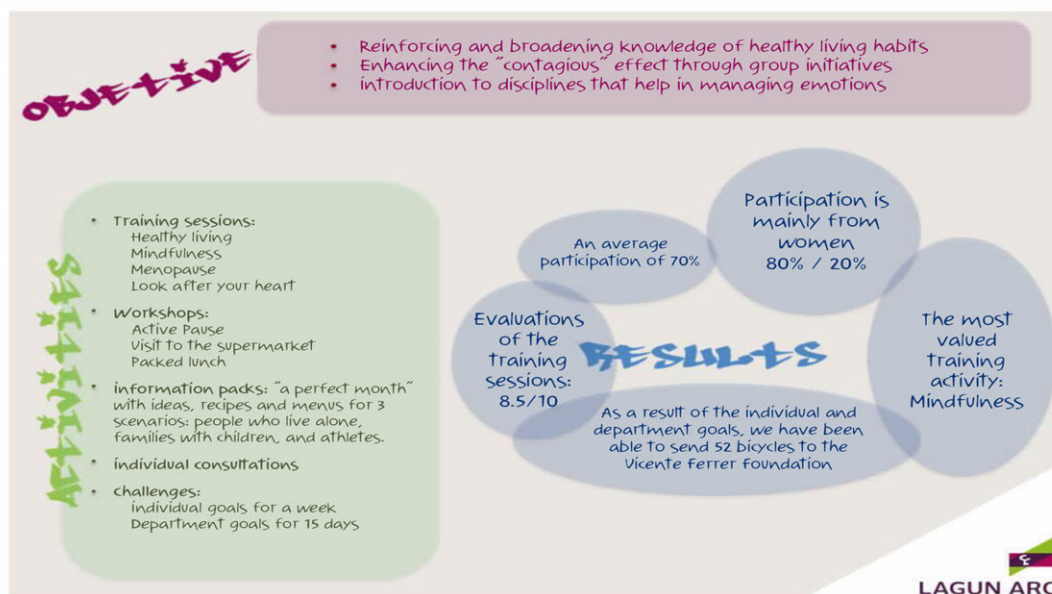 OBJETIVE
• Reinforcing and broadening knowledge of healthy living habits
• Enhancing the "contagious" effect through group initiatives
• introduction to disciplines that help in managing emotions
ACTIVITIES
• Training sessions:
Healthy living
Mindfulness
Menopause
Look after your heart
• Workshops:
Active Pause
Visit to the supermarket
Packed lunch
• information packs: "a perfect month"
with ideas, recipes and menus for 3
scenarios: people who live alone,
families with children, and athletes.
• individual consultations
• Challenges:
individual goals for a week
Department goals for 15 days
RESULTS
Evaluations
of the
training
sessions:
8.5/10
An average
participation of 70%
Participation is
mainly from
women
80% / 20%
The most
valued
training
activity:
Mindfulness
As a result of the individual and
department goals, we have been
able to send 52 bicycles to the
Vicente Ferrer foundation
LAGUN ARO